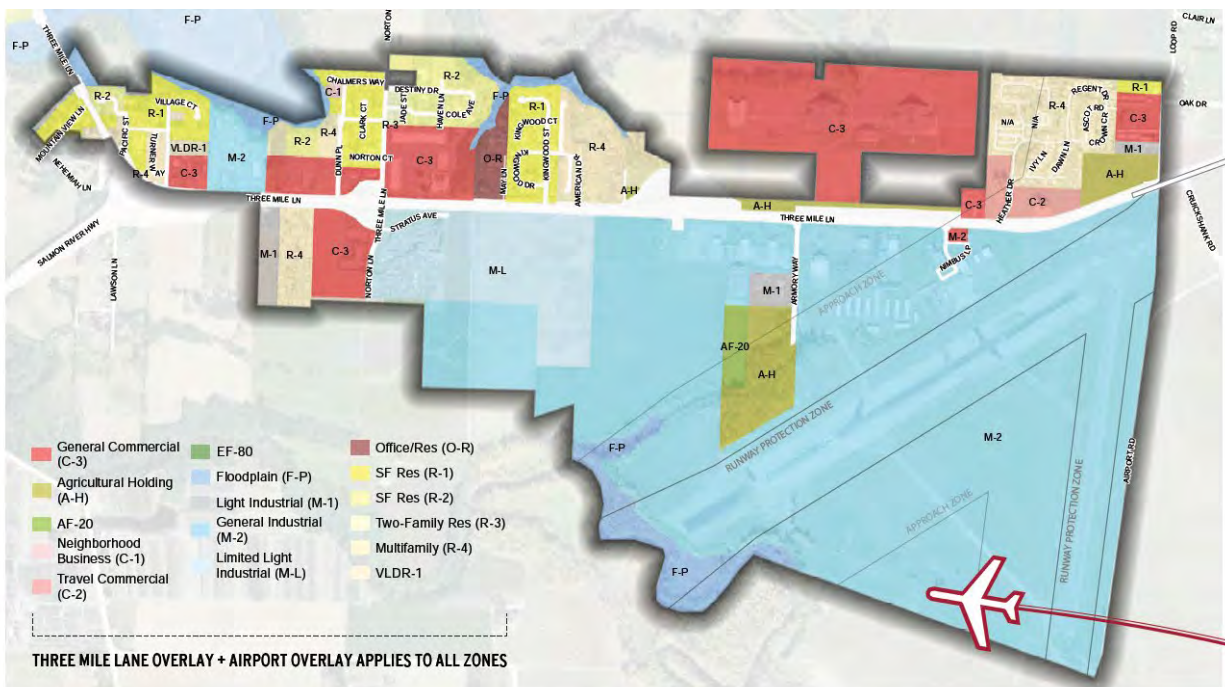 F-P
CLAIR LN
THREE MILE LN
NORTON
LOOP RD
F-P
R-2
CHALMERS WAY
R-2
DESTINY DR
C-1
REGENT DR
R-1
VILLAGE CT
R-1
F-P
JADE ST
HAVEN LN
COLE AVE
F-P
R-1
R-4
N/A
N/A
ASCOT RD
CROWN CR
OAK DR
C-3
MOUNTAIN VIEW LN
PACIFIC ST
TURNER WAY
R-2
R-4
CLARK CT
R-3
KINGWOOD CT
C-3
VLDR-1
M-2
DUNN PL
NORTON CT
C-3
O-R
KINGWOOD DR
KINGWOOD ST
R-4
AMERICAN DR
IVY LN
DAWN LN
M-1
NEHEMIAH LN
R-4
C-3
MAY LN
A-H
A-H
THREE MILE LN
A-H
THREE MILE LN
C-3
HEATHER DR
C-2
SALMON RIVER HWY
THREE MILE LN
STRATUS AVE
M-2
CRUICKSHANK RD
LAWSON LN
M-1
R-4
C-3
NORTON LN
M-L
M-1
ARMORY WAY
NIMBUS LP
APPROACH ZONE
AF-20
A-H
F-P
RUNWAY PROTECTION ZONE
M-2
AIRPORT RD
APPROACH ZONE
RUNWAY PROTECTION ZONE
F-P
General Commercial
(C-3)
Agricultural Holding
(A-H)
AF-20
Neighborhood
Business (C-1)
Travel Commercial
(C-2)
EF-80
Floodplain (F-P)
Light Industrial (M-1)
General Industrial
(M-2)
Limited Light
Industrial (M-L)
Office/Res (O-R)
SF Res (R-1)
SF Res (R-2)
Two-Family Res (R-3)
Multifamily (R-4)
VLDR-1
THREE MILE LANE OVERLAY + AIRPORT OVERLAY APPLIES TO ALL ZONES